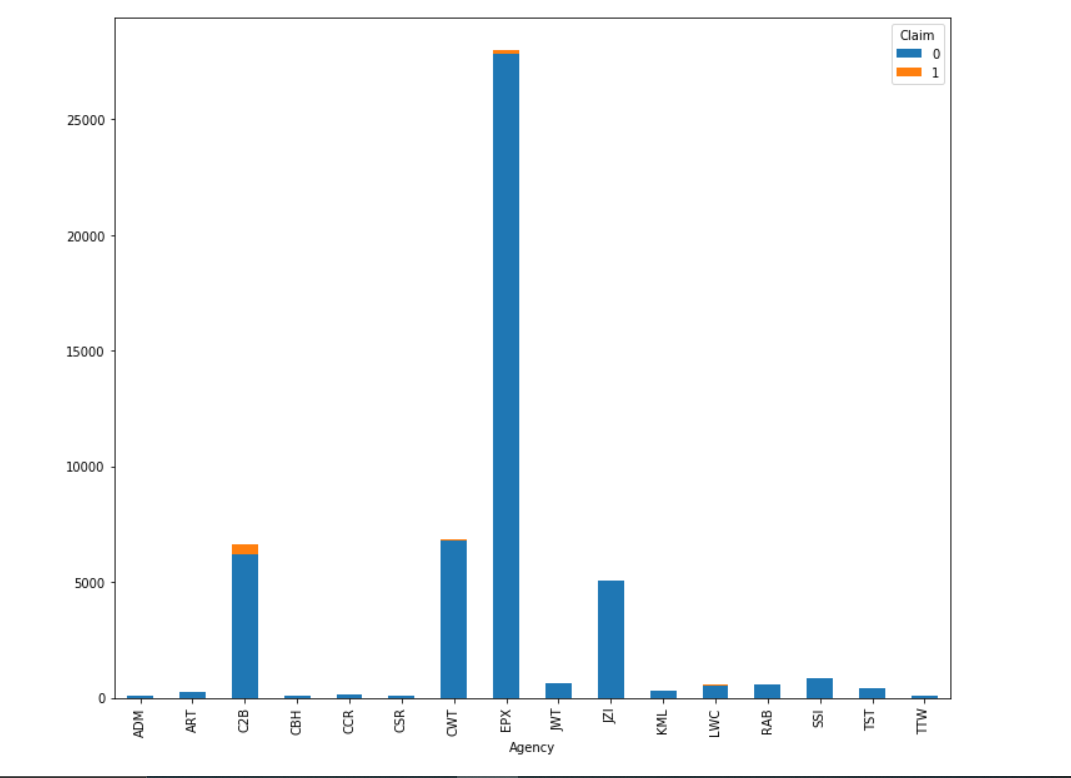 Claim
0
1
25000
20000
15000
10000
5000
0
ADM ART C2B CBH CCR CSR CWT EPX JWT JZI KML LWC RAB SSI TST TTW
Agency